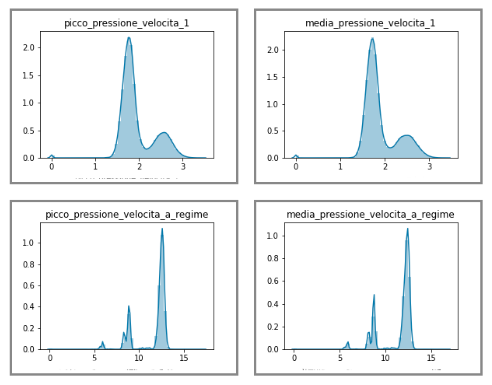 picco_pressione_velocita_1
media_pressione_velocita_1
2.0
1.5
1.0
0.5
0.0
0 1 2 3
2.0
1.5
1.0
0.5
0.0
0 1 2 3
picco_pressione_velocita_a_regime
media_pressione_velocita_a_regime
1.0
0.8
0.6
0.4
0.2
0.0
0 5 10 15
1.0
0.8
0.6
0.4
0.2
0.0
0 5 10 15